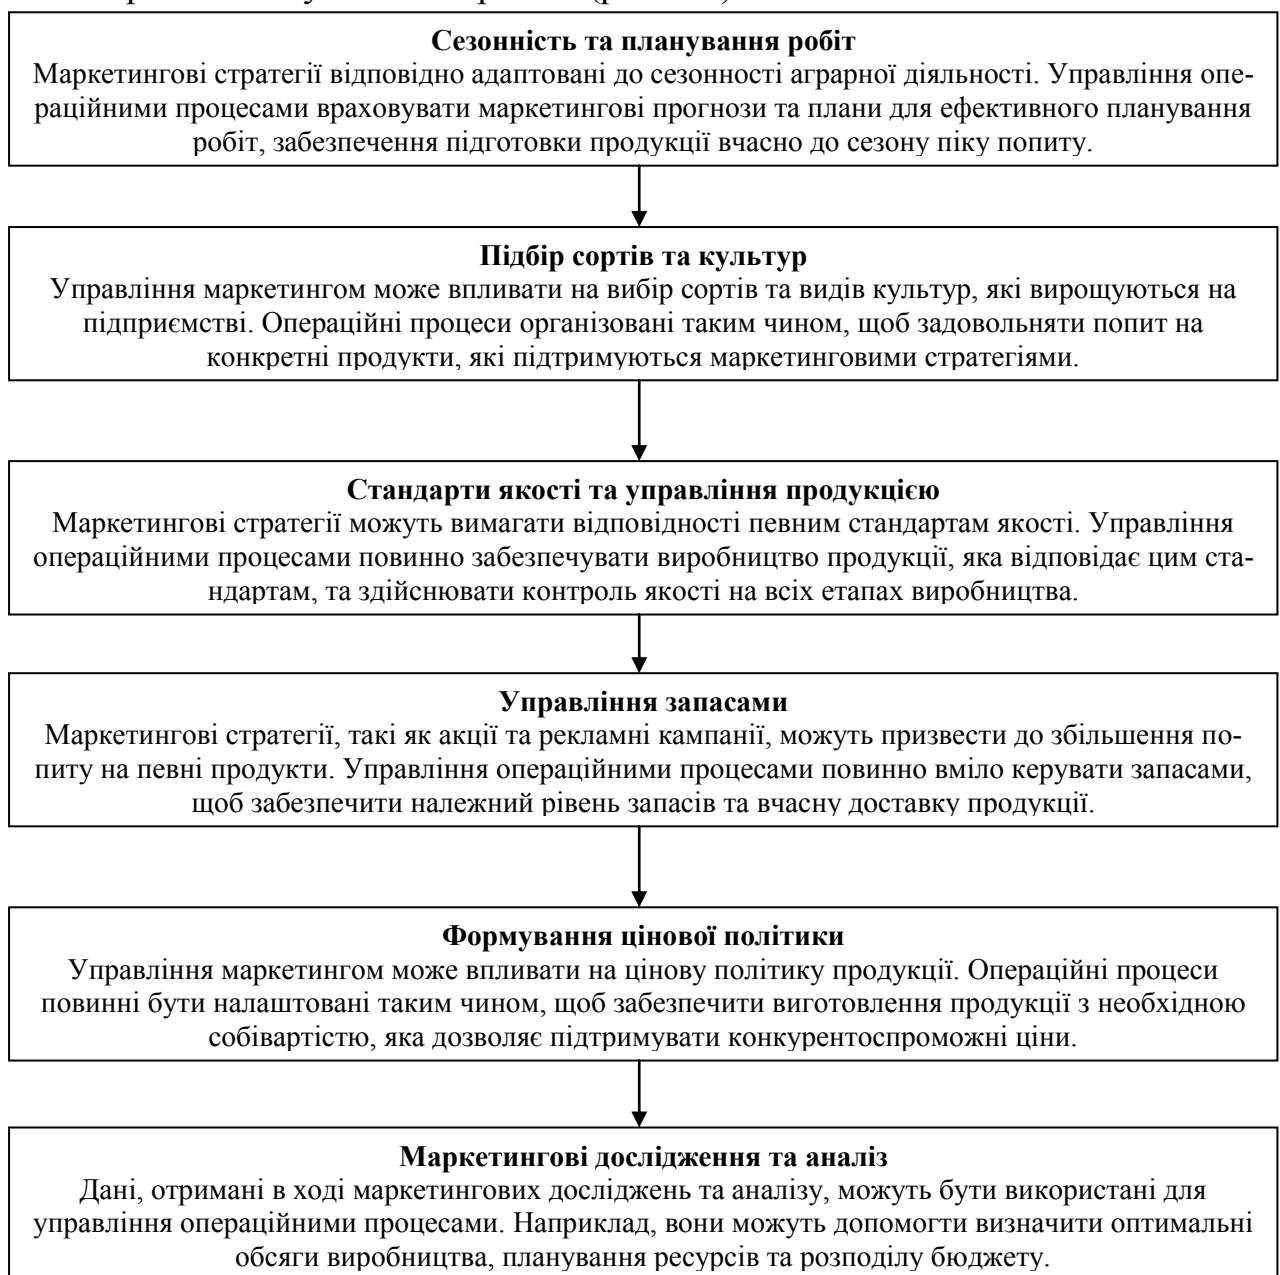 Сезонність та планування робіт
Маркетингові стратегії відповідно адаптовані до сезонності аграрної діяльності. Управління опе-
раційними процесами враховувати маркетингові прогнози та плани для ефективного планування
робіт, забезпечення підготовки продукції вчасно до сезону піку попиту.
Підбір сортів та культур
Управління маркетингом може впливати на вибір сортів та видів культур, які вирощуються на
підприємстві. Операційні процеси організовані таким чином, щоб задовольняти попит на
конкретні продукти, які підтримуються маркетинговими стратегіями.
Стандарти якості та управління продукцією
Маркетингові стратегії можуть вимагати відповідності певним стандартам якості. Управління
операційними процесами повинно забезпечувати виробництво продукції, яка відповідає цим ста-
ндартам, та здійснювати контроль якості на всіх етапах виробництва.
Управління запасами
Маркетингові стратегії, такі як акції та рекламні кампанії, можуть призвести до збільшення по-
питу на певні продукти. Управління операційними процесами повинно вміло керувати запасами,
щоб забезпечити належний рівень запасів та вчасну доставку продукції.
Формування цінової політики
Управління маркетингом може впливати на цінову політику продукції. Операційні процеси
повинні бути налаштовані таким чином, щоб забезпечити виготовлення продукції з необхідною
собівартістю, яка дозволяє підтримувати конкурентоспроможні ціни.
Маркетингові дослідження та аналіз
Дані, отримані в ході маркетингових досліджень та аналізу, можуть бути використані для
управління операційними процесами. Наприклад, вони можуть допомогти визначити оптимальні
обсяги виробництва, планування ресурсів та розподілу бюджету.